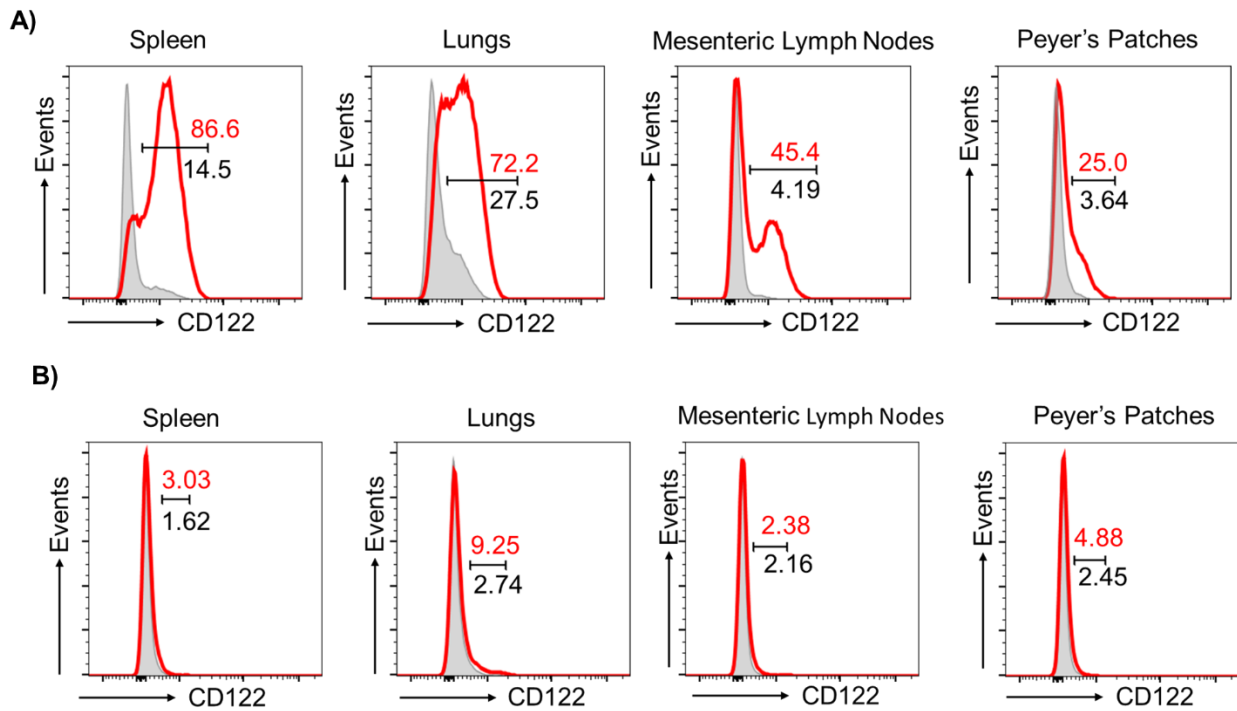 A)
Spleen
Lungs
Mesenteric Lymph Nodes
Peyer's Patches
Events
86.6
14.5
CD122
Events
72.2
27.5
CD122
Events
45.4
4.19
CD122
Events
25.0
3.64
CD122
B)
Spleen
Lungs
Mesenteric Lymph Nodes
Peyer's Patches
Events
3.03
1.62
CD122
Events
9.25
2.74
CD122
Events
2.38
2.16
CD122
Events
4.88
2.45
CD122